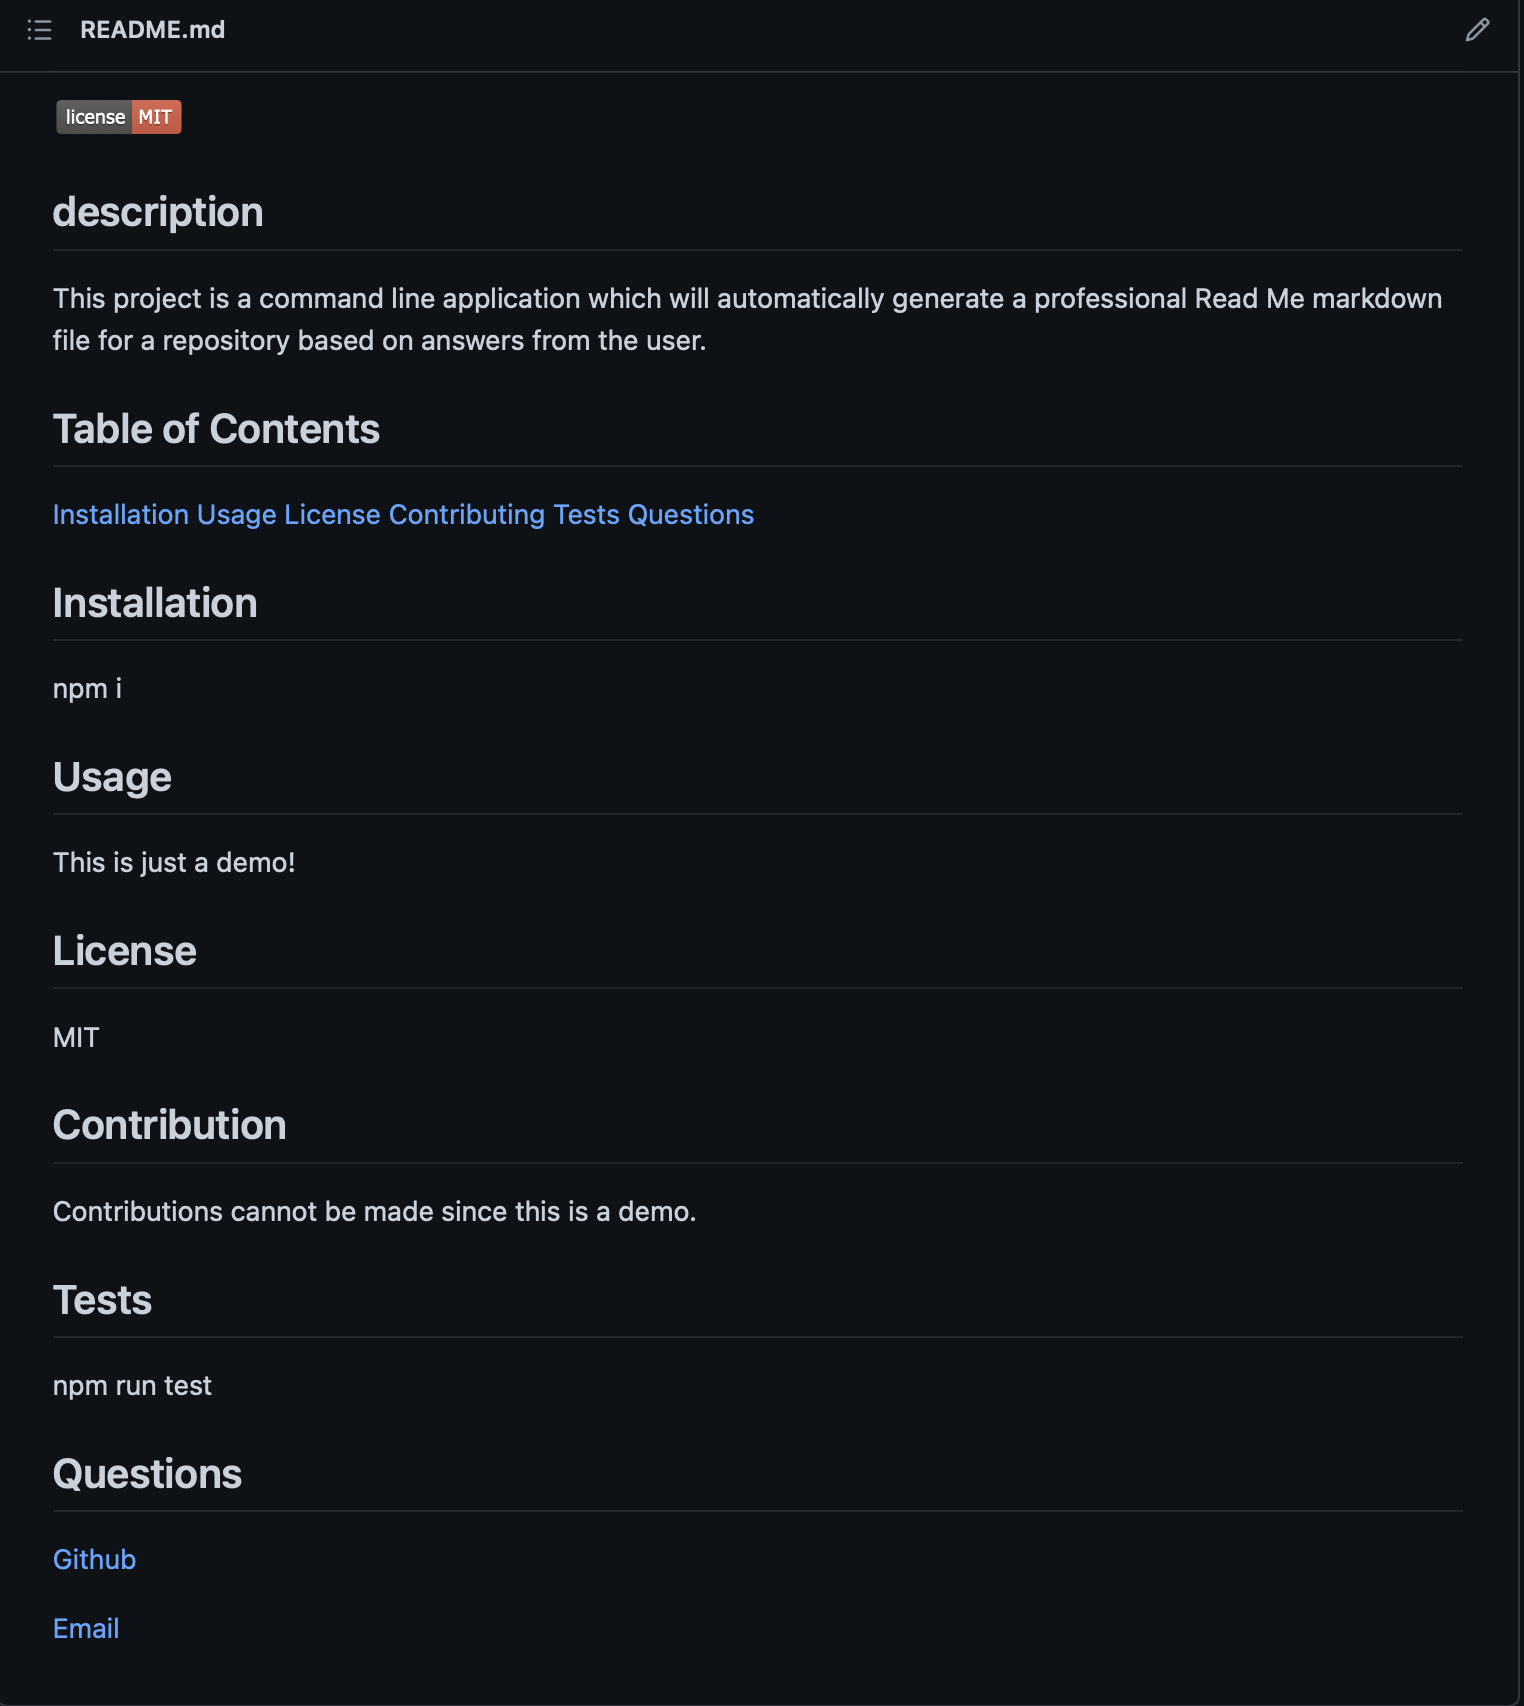 README.md
license MIT
description
This project is a command line application which will automatically generate a professional Read Me markdown
file for a repository based on answers from the user.
Table of Contents
Installation Usage License Contributing Tests Questions
Installation
npm i
Usage
This is just a demo!
License
MIT
Contribution
Contributions cannot be made since this is a demo.
Tests
npm run test
Questions
Github
Email